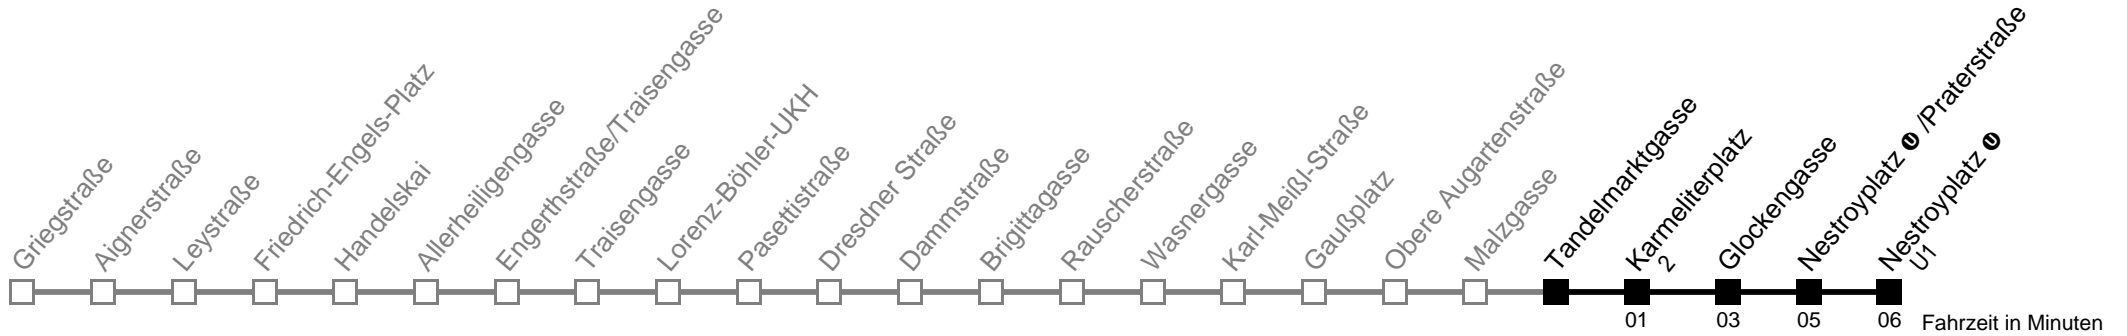 Griegstraße
Aignerstraße
Leystraße
Friedrich-Engels-Platz
Handelskai
Allerheiligengasse
Engerthstraße/Traisengasse
Traisengasse
Lorenz-Böhler-UKH
Pasettistraße
Dresdner Straße
Dammstraße
Brigittagasse
Rauscherstraße
Wasnergasse
Karl-Meißl-Straße
Gaußplatz
Obere Augartenstraße
Malzgasse
Tandelmarktgasse
Karmeliterplatz
2
Glockengasse
Nestroyplatz U /Praterstraße
Nestroyplatz U
U1
01 03 05 06 Fahrzeit in Minuten